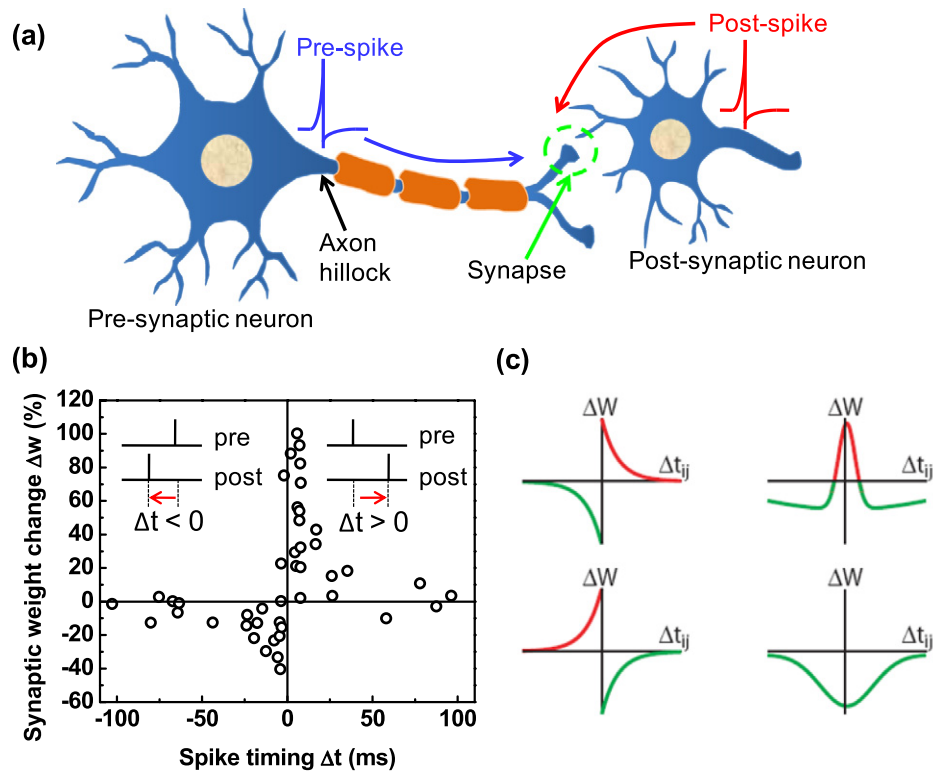 (a)
Pre-spike
Post-spike
Axon
hillock
Synapse
Post-synaptic neuron
Pre-synaptic neuron
(b)
Synaptic weight change Δw (%)
120
100
80
60
40
20
0
-20
-40
-60
pre
post
Δt < 0
pre
post
Δt > 0
-100
-50
0
50
100
Spike timing Δt (ms)
(c)
ΔW
Δtij
ΔW
Δtij
ΔW
Δtij
ΔW
Δtij